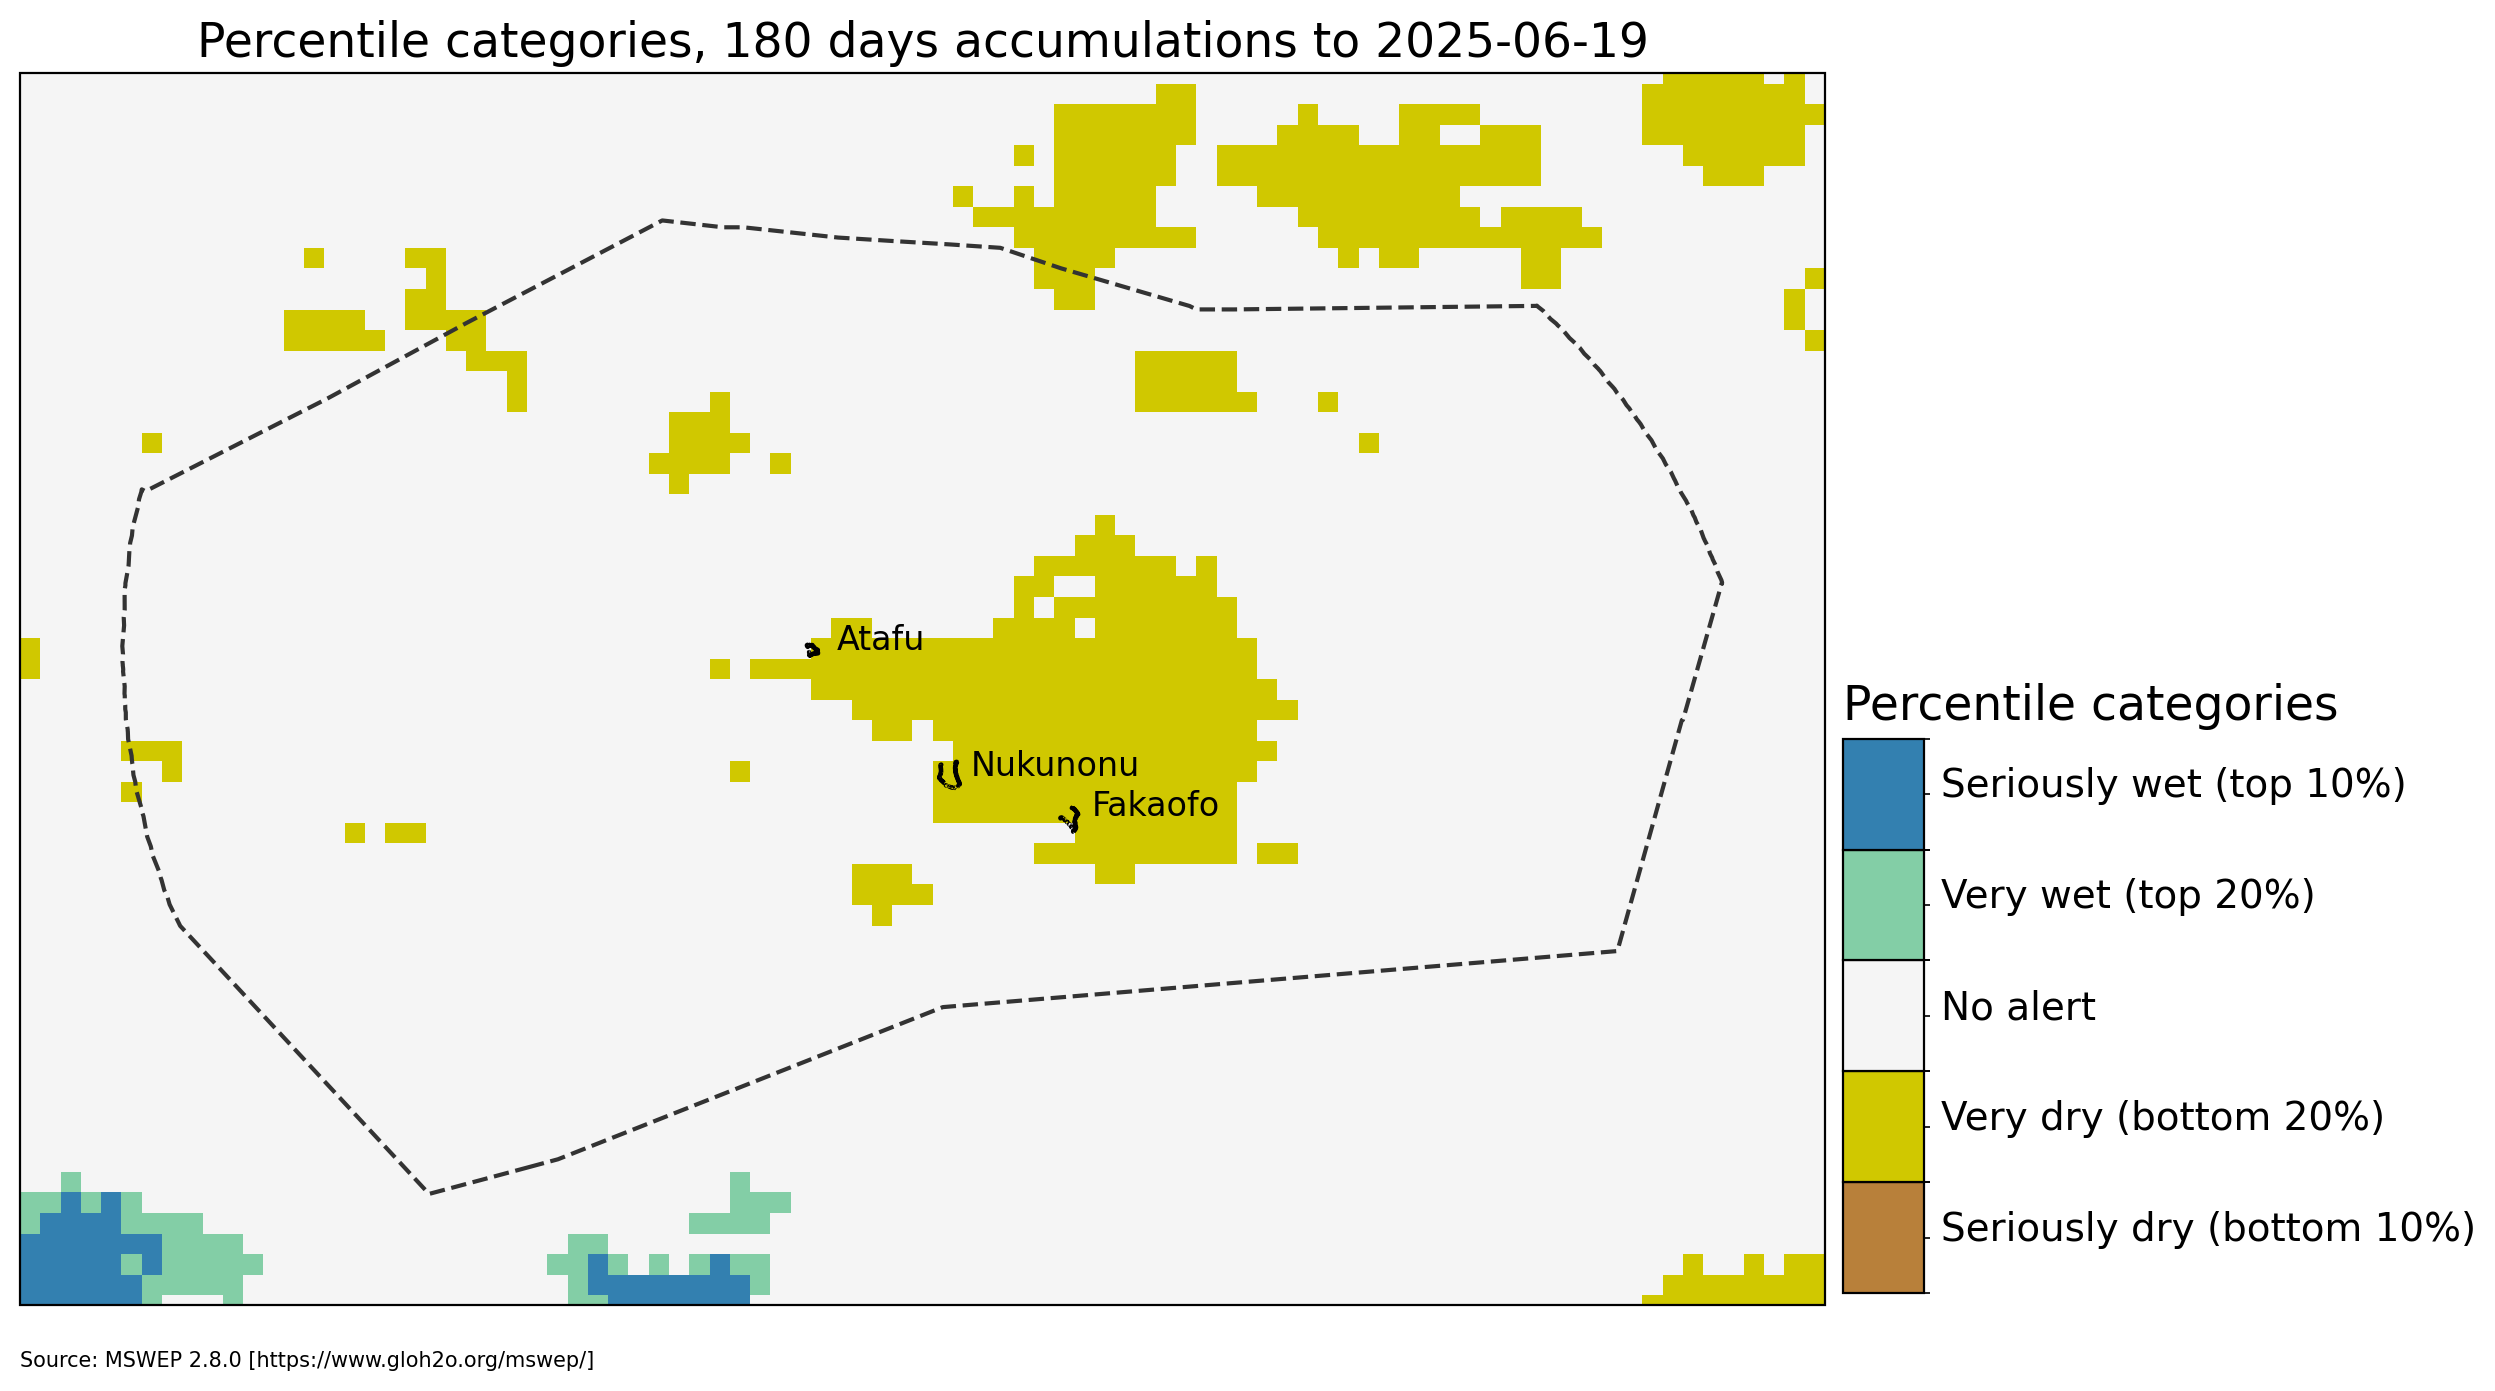 Percentile categories, 180 days accumulations to 2025-06-19
Atafu
Nukunonu
Fakaofo
Percentile categories
Seriously wet (top 10%)
Very wet (top 20%)
No alert
Very dry (bottom 20%)
Seriously dry (bottom 10%)
Source: MSWEP 2.8.0 [https://www.gloh2o.org/mswep/]